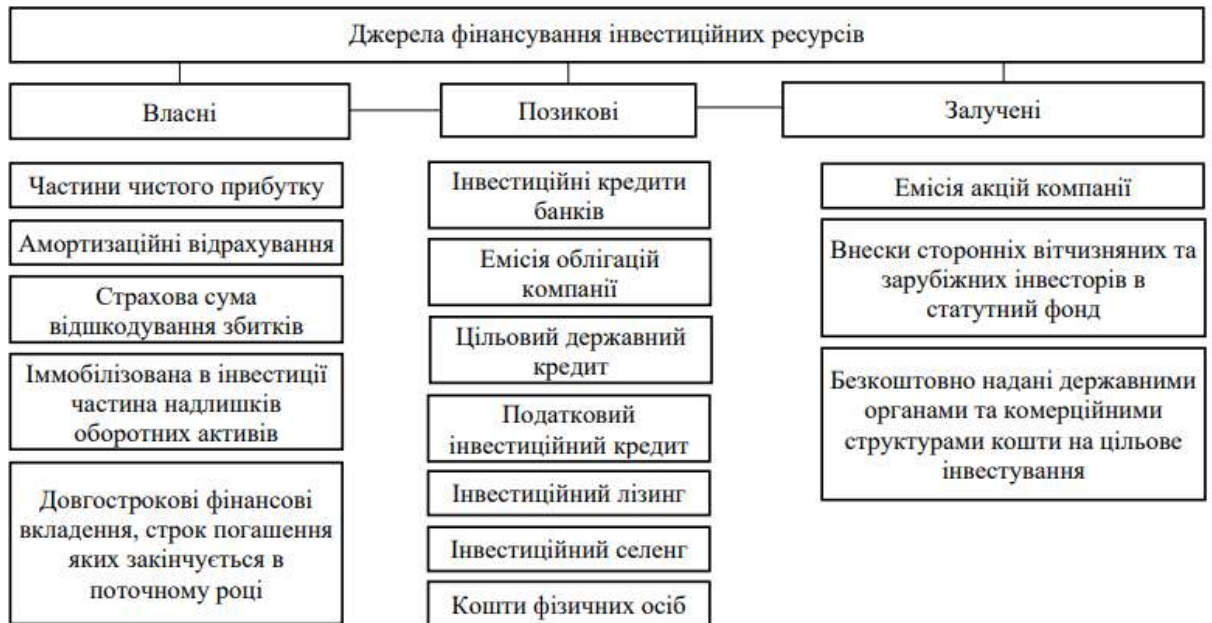 Джерела фінансування інвестиційних ресурсів
Власні
Позикові
Залучені
Частини чистого прибутку
Амортизаційні відрахування
Страхова сума
відшкодування збитків
Іммобілізована в інвестиції
частина надлишків
оборотних активів
Довгострокові фінансові
вкладення, строк погашення
яких закінчується в
поточному році
Інвестиційні кредити
банків
Емісія облігацій
компанії
Цільовий державний
кредит
Податковий
інвестиційний кредит
Інвестиційний лізинг
Інвестиційний селенг
Кошти фізичних осіб
Емісія акцій компанії
Внески сторонніх вітчизняних та
зарубіжних інвесторів в
статутний фонд
Безкоштовно надані державними
органами та комерційними
структурами кошти на цільове
інвестування